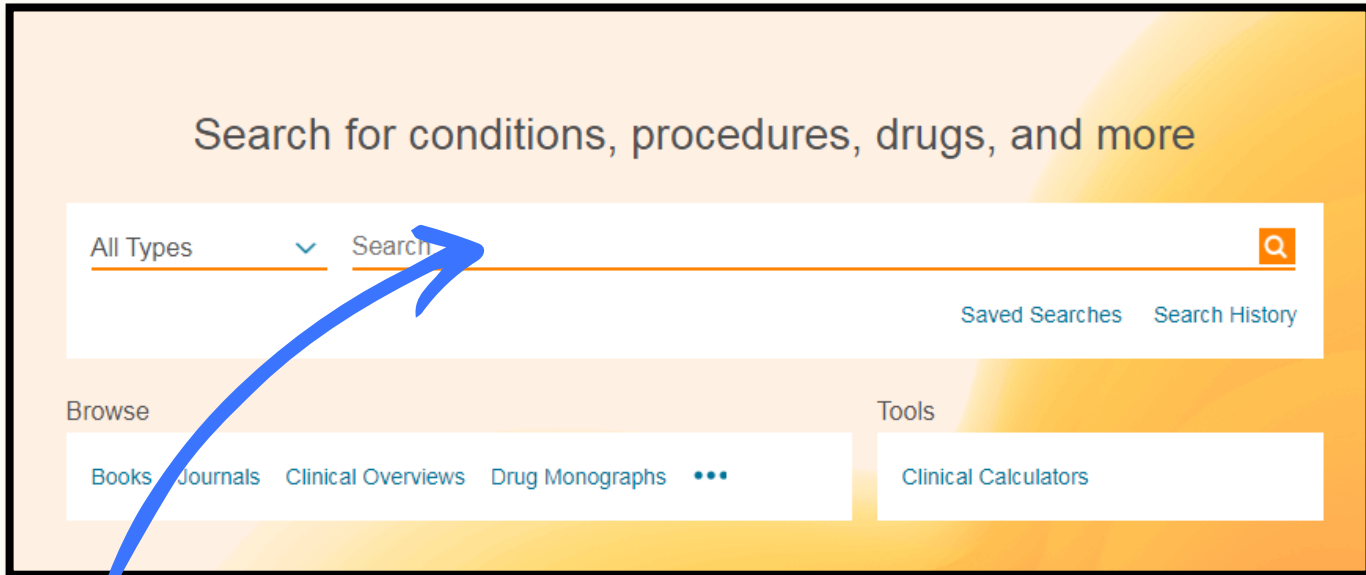 Search for conditions, procedures, drugs, and more
All Types Search
Saved Searches Search History
Browse
Books Journals Clinical Overviews Drug Monographs •••
Tools
Clinical Calculators